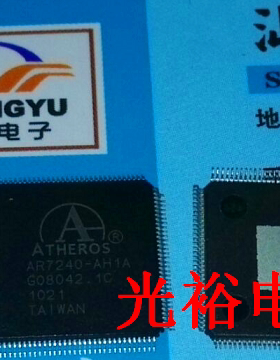 NGYU
电子
S
地
ATHEROS®
AR7240-AH1A
G08042.1C
1021
TAIWAN
光裕电